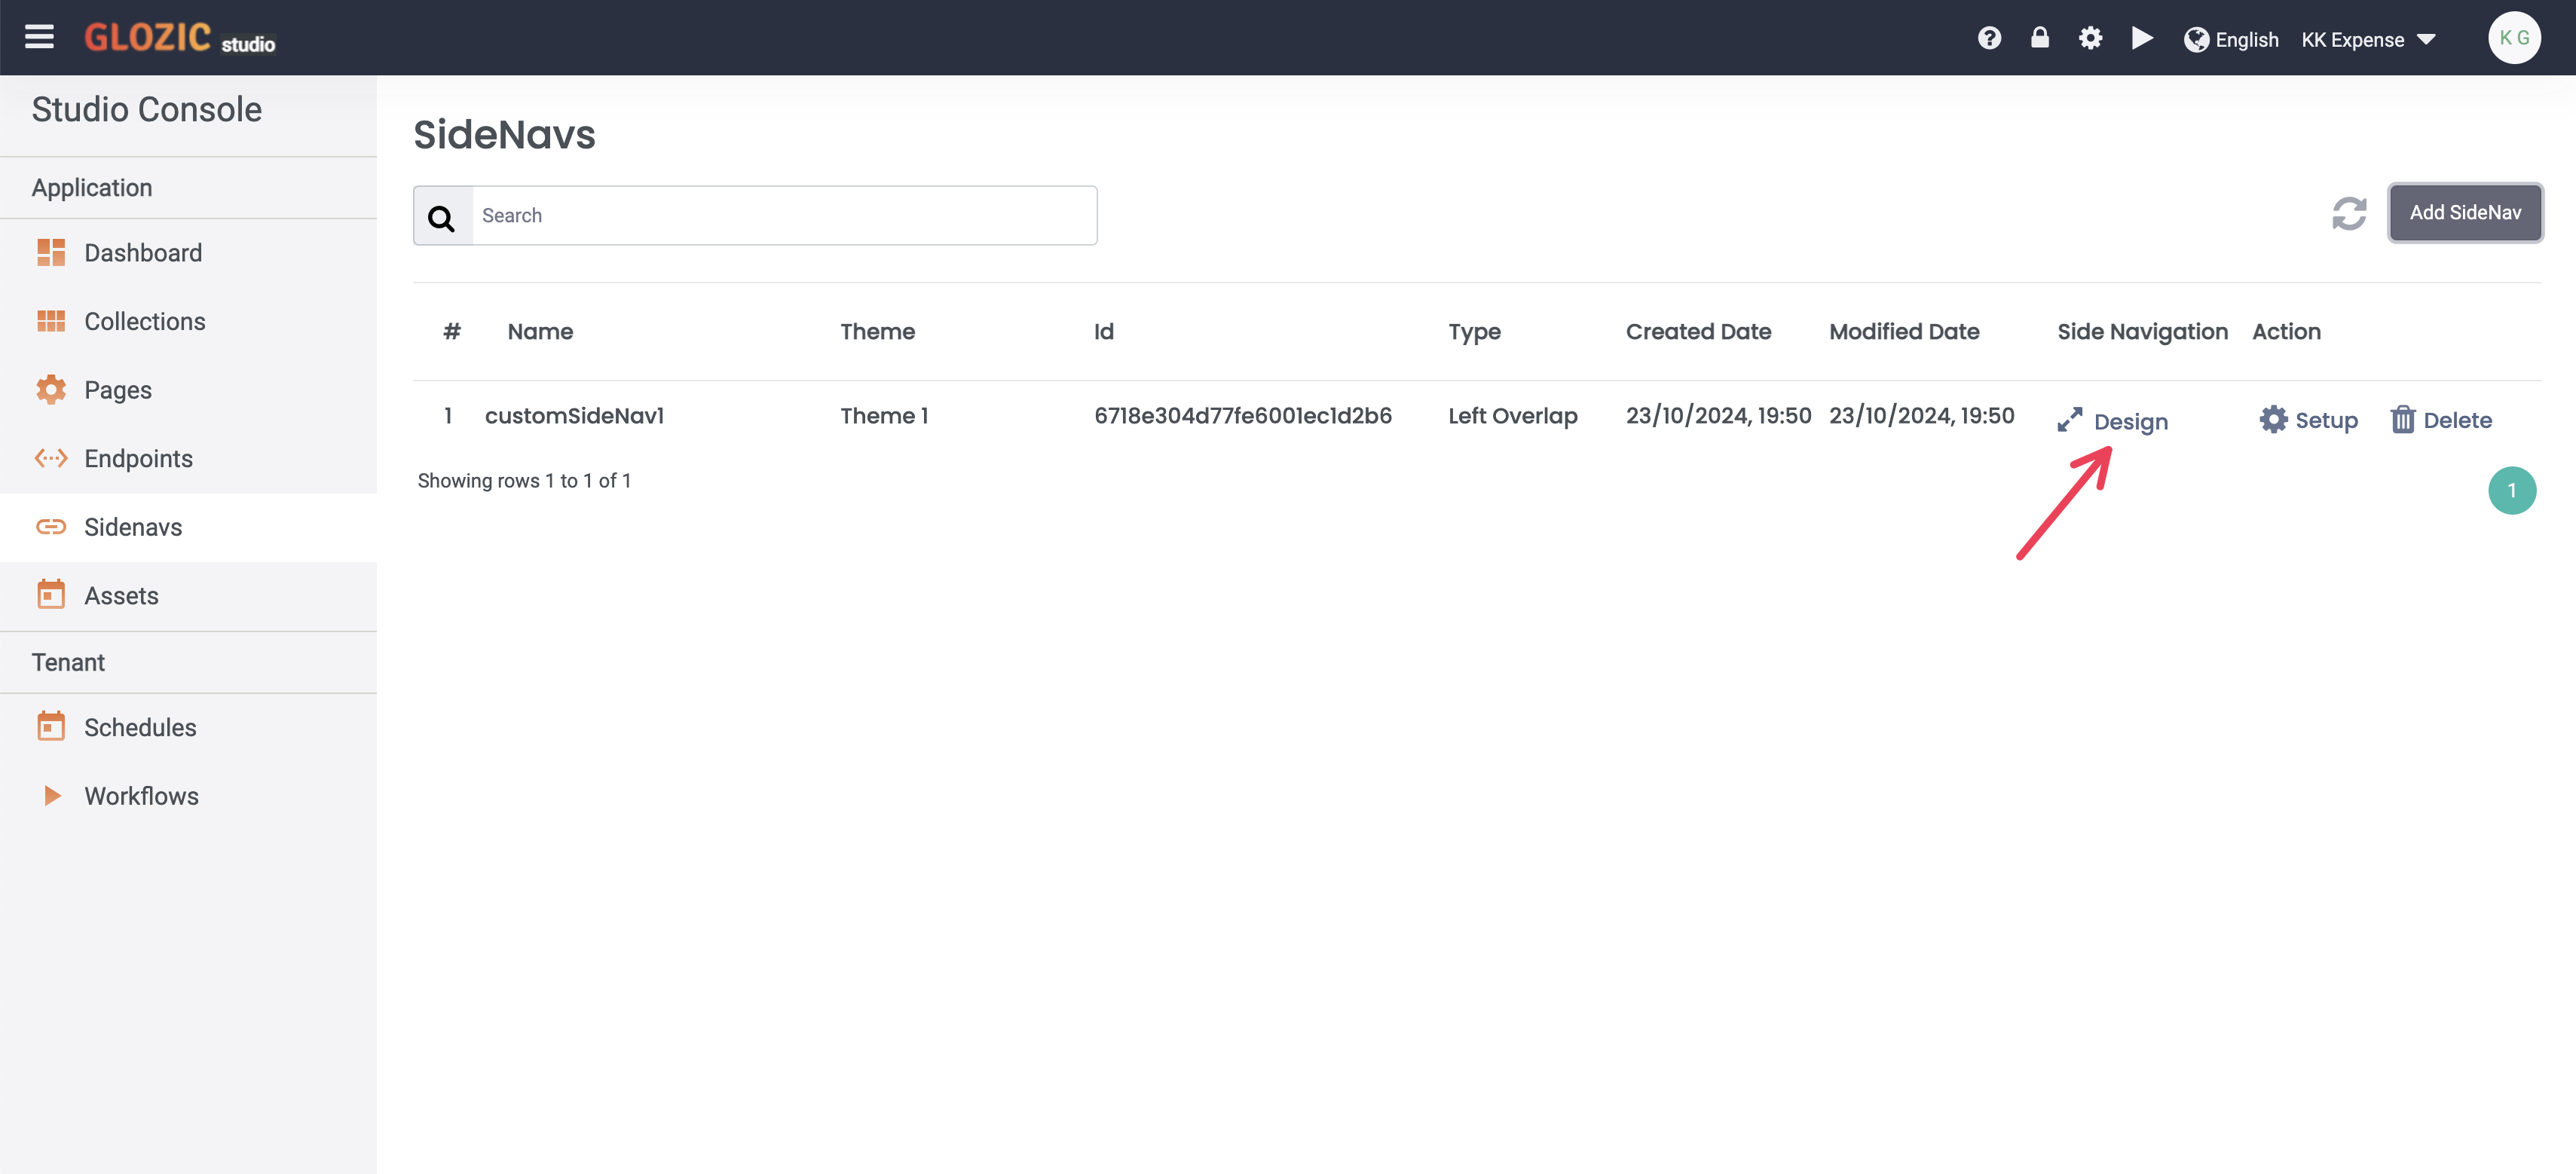 GLOZIC studio
English
KK Expense
K G
Studio Console
Application
Dashboard
Collections
Pages
Endpoints
Sidenavs
Assets
Tenant
Schedules
Workflows
SideNavs
Search
Add SideNav
# Name Theme Id Type Created Date Modified Date Side Navigation Action
1 customSideNav1 Theme 1 6718e304d77fe6001ec1d2b6 Left Overlap 23/10/2024, 19:50 23/10/2024, 19:50 Design Setup Delete
Showing rows 1 to 1 of 1
1